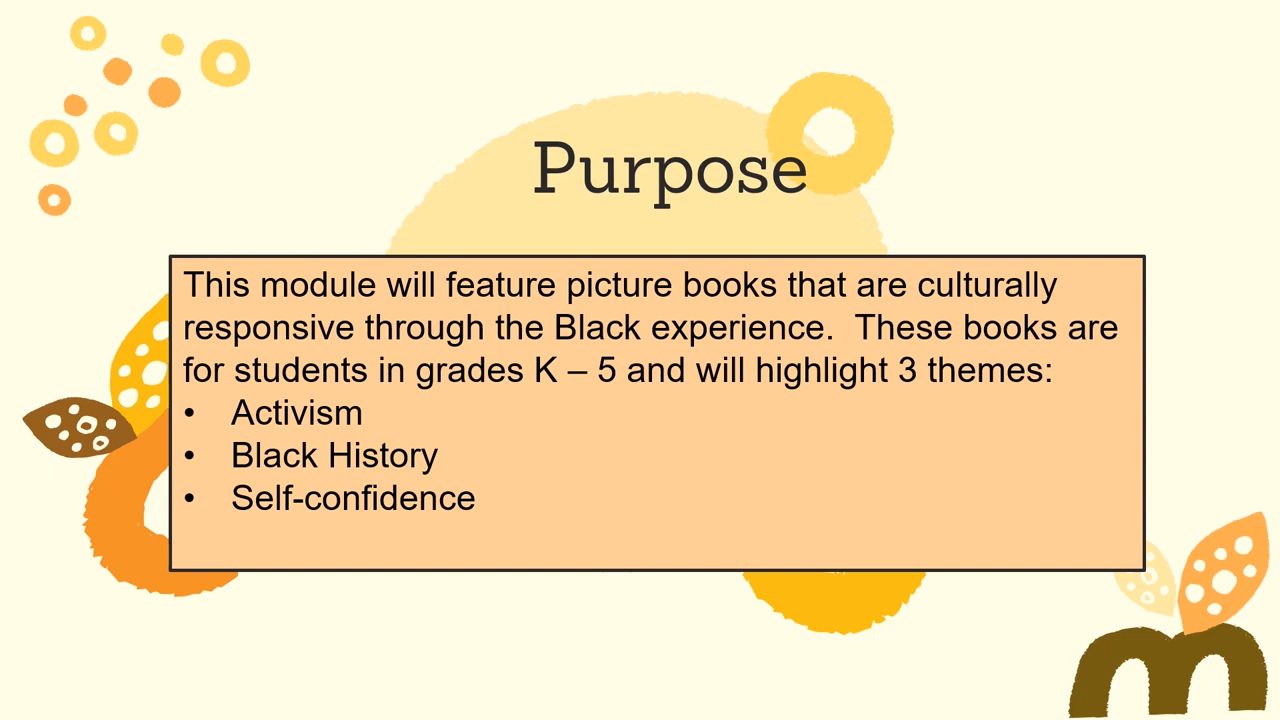 Purpose
This module will feature picture books that are culturally
responsive through the Black experience.  These books are
for students in grades K – 5 and will highlight 3 themes:
• Activism
• Black History
• Self-confidence